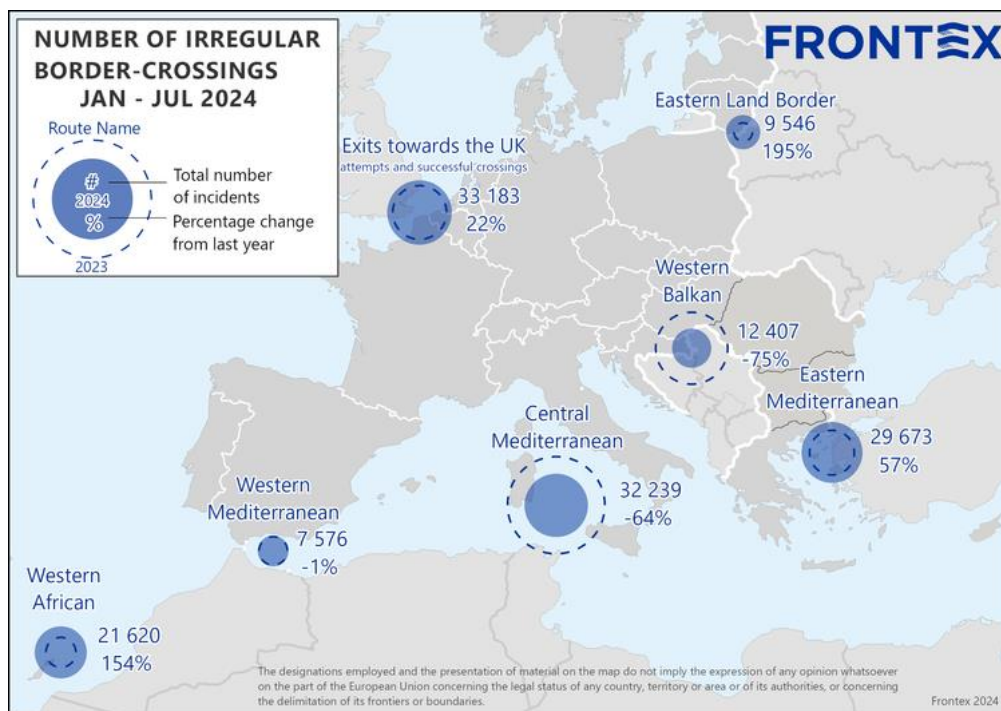 NUMBER OF IRREGULAR
BORDER-CROSSINGS
JAN - JUL 2024
Route Name
#
2024
%
Total number
of incidents
Percentage change
from last year
2023
FRONTEX
Eastern Land Border
9 546
195%
Exits towards the UK
attempts and successful crossings
33 183
22%
Western
Balkan
12 407
-75%
Eastern
Mediterranean
29 673
57%
Central
Mediterranean
32 239
-64%
Western
Mediterranean
7 576
-1%
Western
African
21 620
154%
The designations employed and the presentation of material on the map do not imply the expression of any opinion whatsoever
on the part of the European Union concerning the legal status of any country, territory or area or of its authorities, or concerning
the delimitation of its frontiers or boundaries.
Frontex 2024